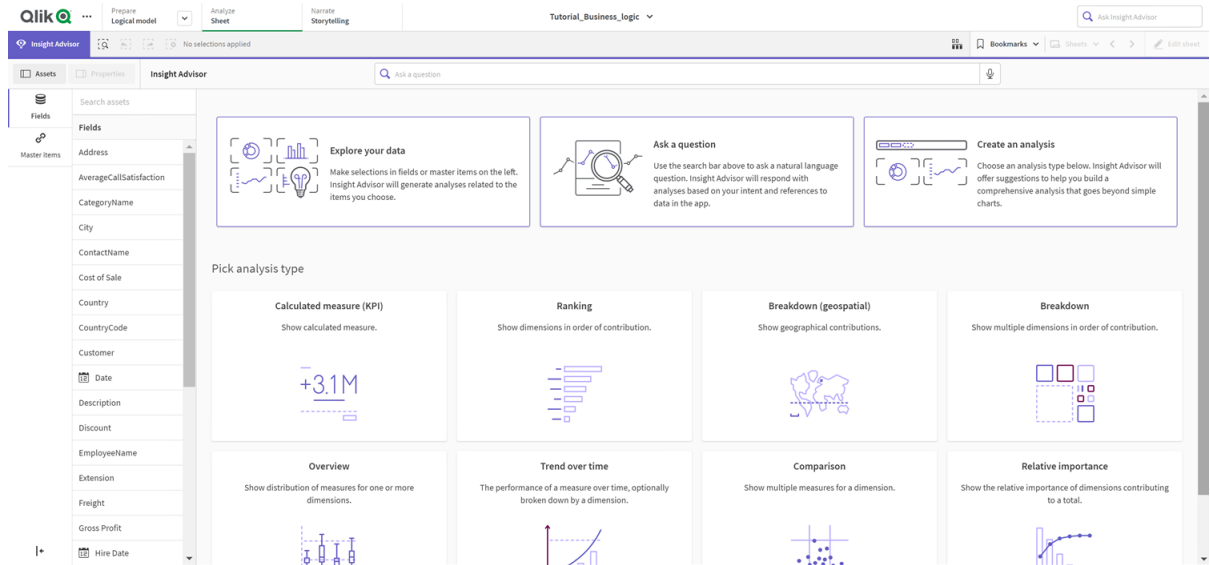 Qlik
Prepare
Logical model
Analyze
Sheet
Narrate
Storytelling
Tutorial_Business_logic
Ask Insight Advisor
Insight Advisor
No selections applied
Bookmarks
Sheets
Edit sheet
Assets
Properties
Insight Advisor
Ask a question
Fields
Master items
Search assets
Fields
Address
AverageCallSatisfaction
CategoryName
City
ContactName
Cost of Sale
Country
CountryCode
Customer
Date
Description
Discount
EmployeeName
Extension
Freight
Gross Profit
Hire Date
Explore your data
Make selections in fields or master items on the left.
Insight Advisor will generate analyses related to the
items you choose.
Ask a question
Use the search bar above to ask a natural language
question. Insight Advisor will respond with
analyses based on your intent and references to
data in the app.
Create an analysis
Choose an analysis type below. Insight Advisor will
offer suggestions to help you build a
comprehensive analysis that goes beyond simple
charts.
Pick analysis type
Calculated measure (KPI)
Show calculated measure.
+3.1M
Ranking
Show dimensions in order of contribution.
Breakdown (geospatial)
Show geographical contributions.
Breakdown
Show multiple dimensions in order of contribution.
Overview
Show distribution of measures for one or more
dimensions.
Trend over time
The performance of a measure over time, optionally
broken down by a dimension.
Comparison
Show multiple measures for a dimension.
Relative importance
Show the relative importance of dimensions contributing
to a total.